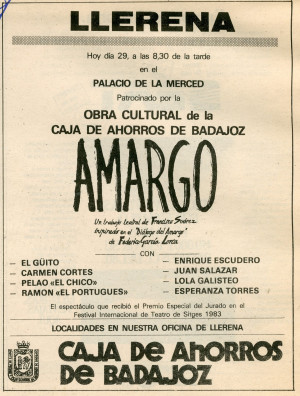 LLERENA
Hoy día 29, a las 8,30 de la tarde
en el
PALACIO DE LA MERCED
Patrocinado por la
OBRA CULTURAL de la
CAJA DE AHORROS DE BADAJOZ
AMARGO
Un trabajo teatral de Francisco Suárez
inspirado en el "Diálogo del Amargo"
de Federico García Lorca
CON
— EL GÜITO
— CARMEN CORTES
— PELAO «EL CHICO»
— RAMON «EL PORTUGUES»
— ENRIQUE ESCUDERO
— JUAN SALAZAR
— LOLA GALISTEO
— ESPERANZA TORRES
El espectáculo que recibió el Premio Especial del Jurado en el
Festival Internacional de Teatro de Sitges 1983
LOCALIDADES EN NUESTRA OFICINA DE LLERENA
CAJA DE AHORROS
DE BADAJOZ